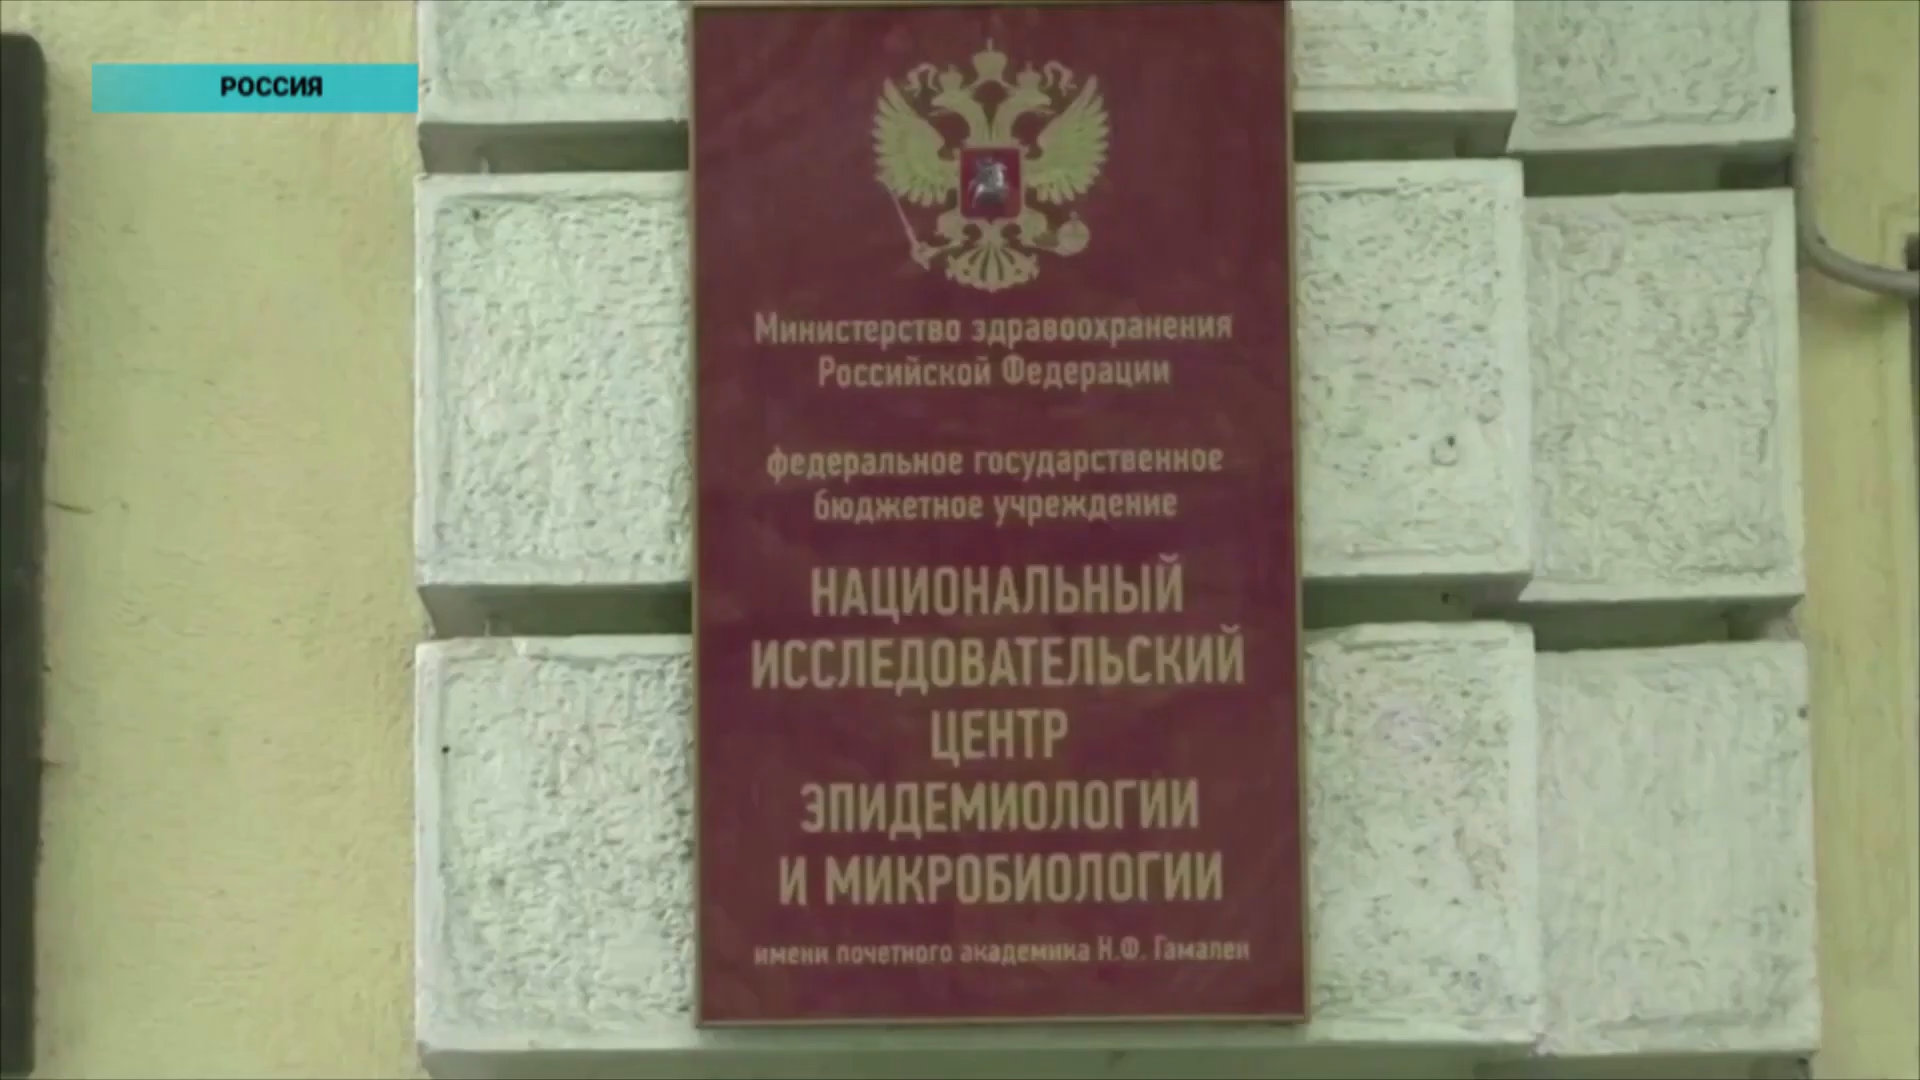 РОССИЯ
Министерство здравоохранения
Российской Федерации
федеральное государственное
бюджетное учреждение
НАЦИОНАЛЬНЫЙ
ИССЛЕДОВАТЕЛЬСКИЙ
ЦЕНТР
ЭПИДЕМИОЛОГИИ
И МИКРОБИОЛОГИИ
имени почетного академика Н.Ф. Гамалеи